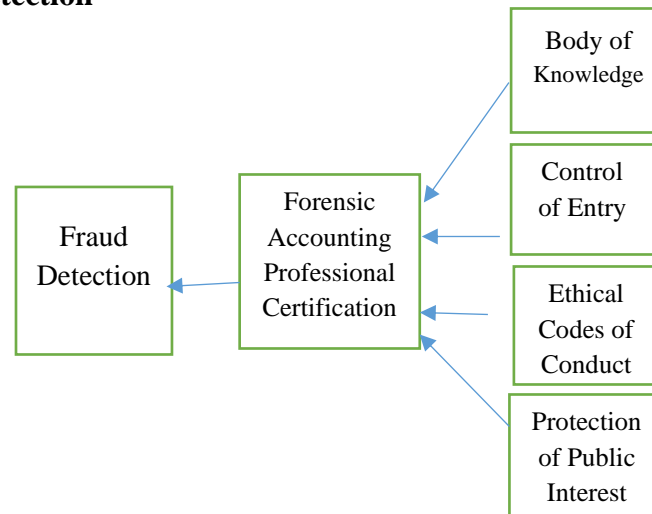 Body of
Knowledge
Control
of Entry
Forensic
Accounting
Professional
Certification
Fraud
Detection
Ethical
Codes of
Conduct
Protection
of Public
Interest